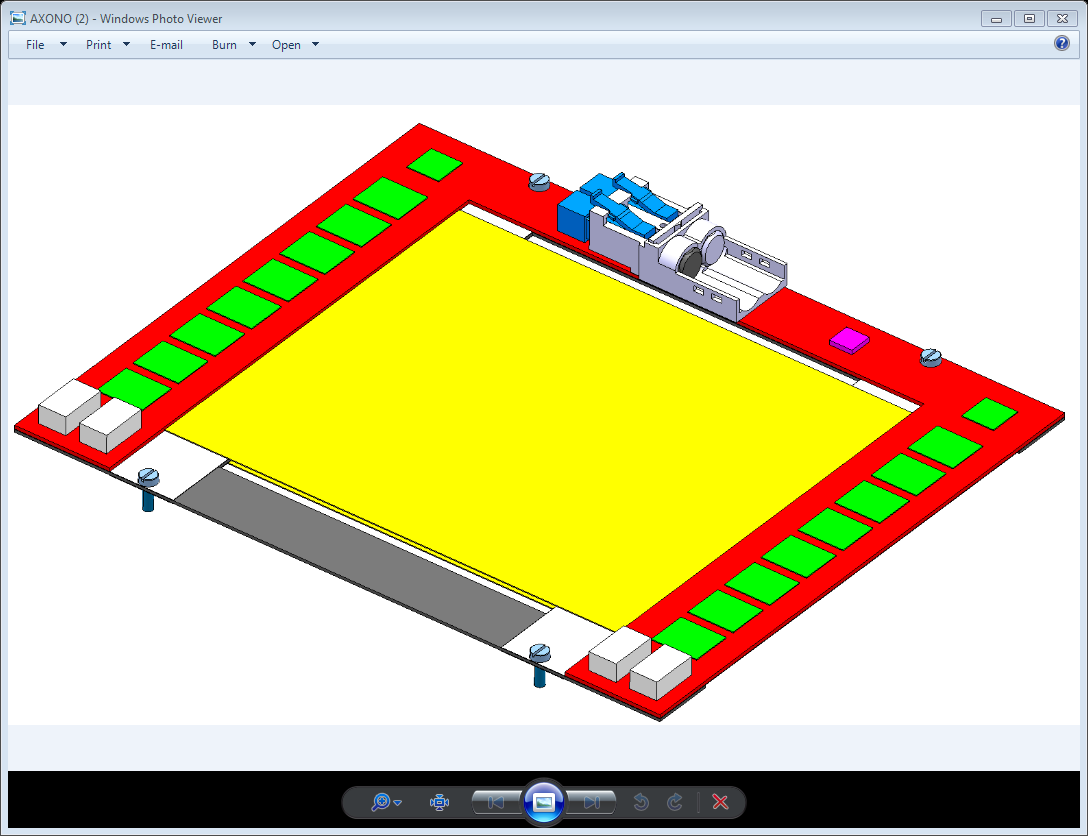 AXONO (2) - Windows Photo Viewer
File Print E-mail Burn Open
?